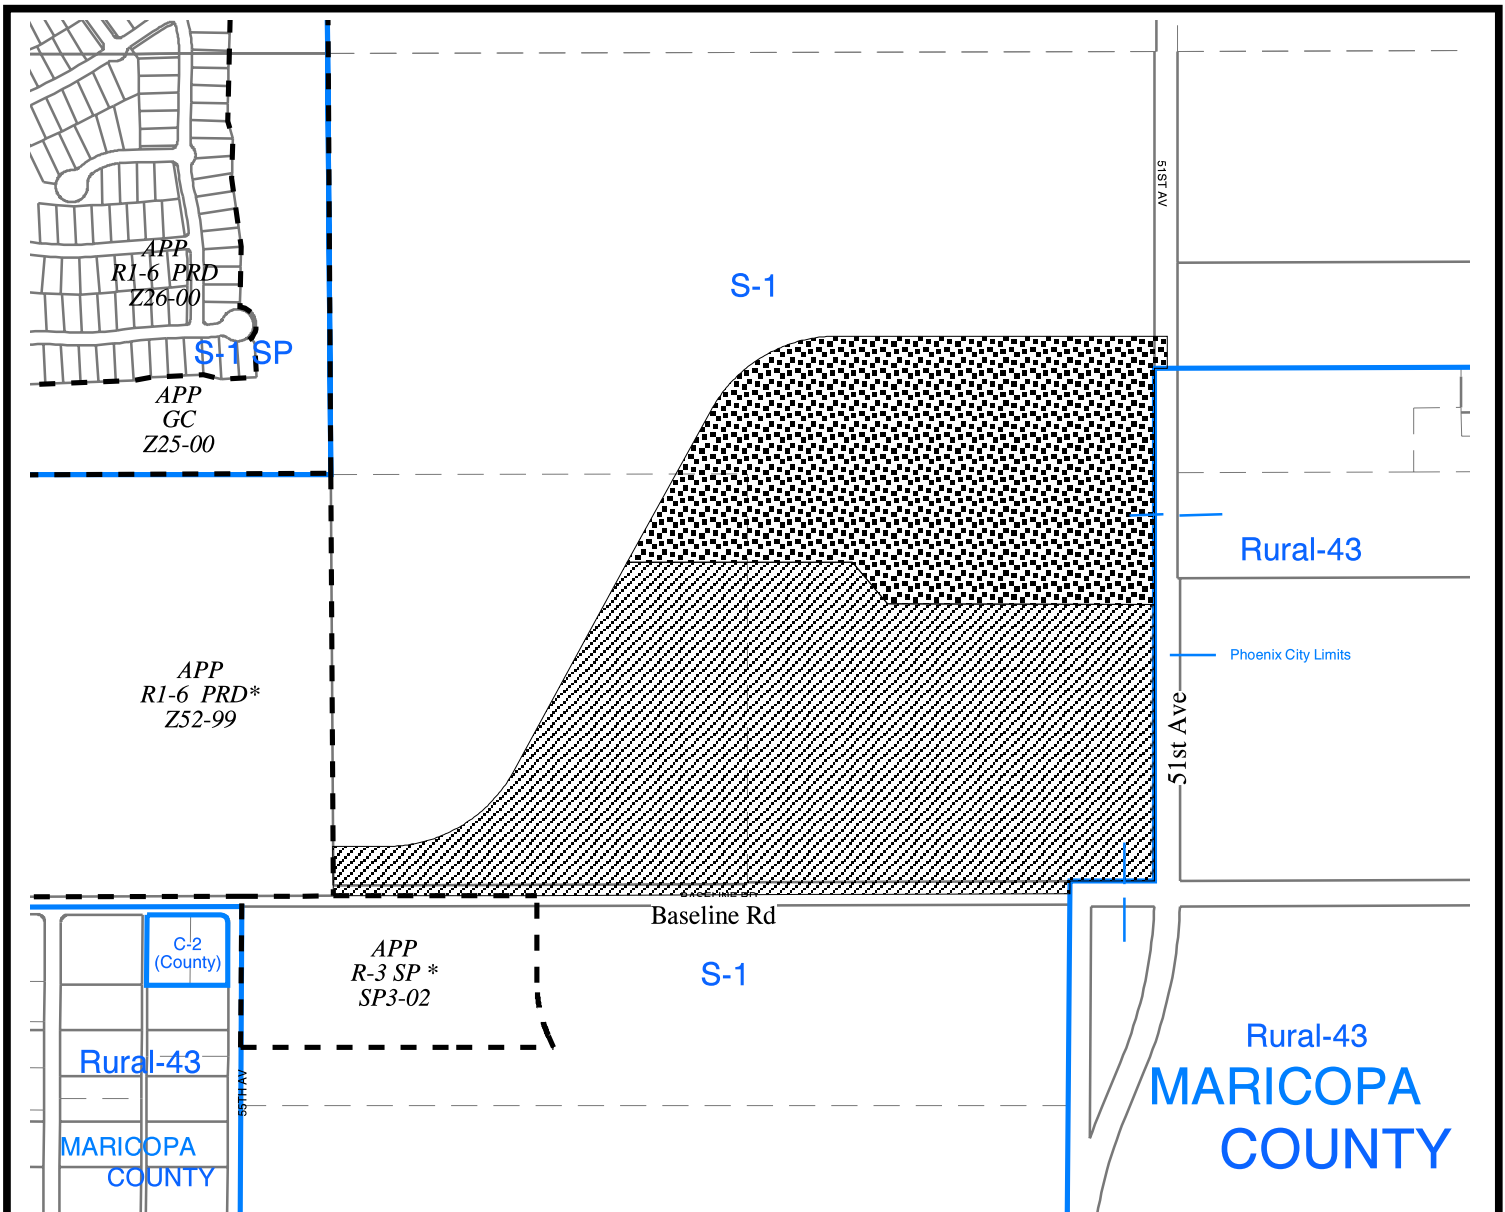 51ST AV
APP
R1-6 PRD
Z26-00
S-1
S-1 SP
APP
GC
Z25-00
Rural-43
Phoenix City Limits
APP
R1-6 PRD*
Z52-99
51st Ave
BASELINE RD
Baseline Rd
C-2
(County)
APP
R-3 SP *
SP3-02
S-1
Rural-43
Rural-43
MARICOPA
COUNTY
55TH AV
MARICOPA
COUNTY